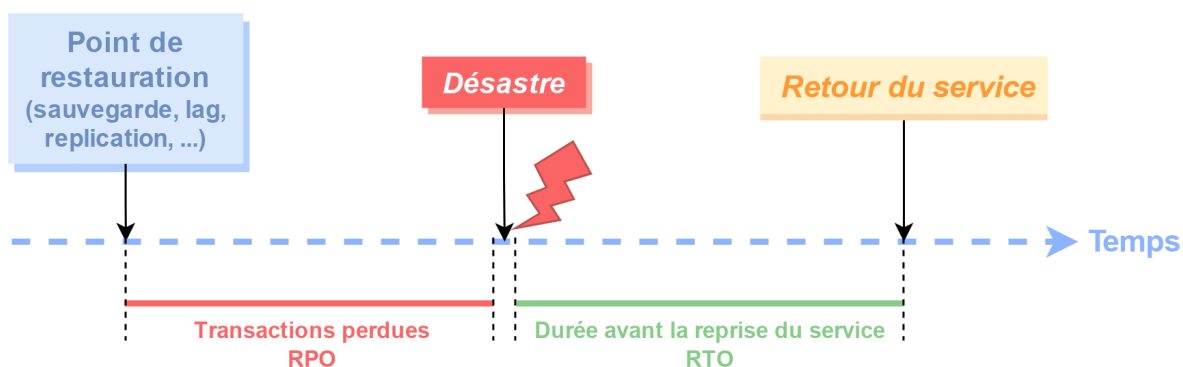 Point de
restauration
(sauvegarde, lag,
replication, ...)
Désastre
Retour du service
Temps
Transactions perdues
RPO
Durée avant la reprise du service
RTO